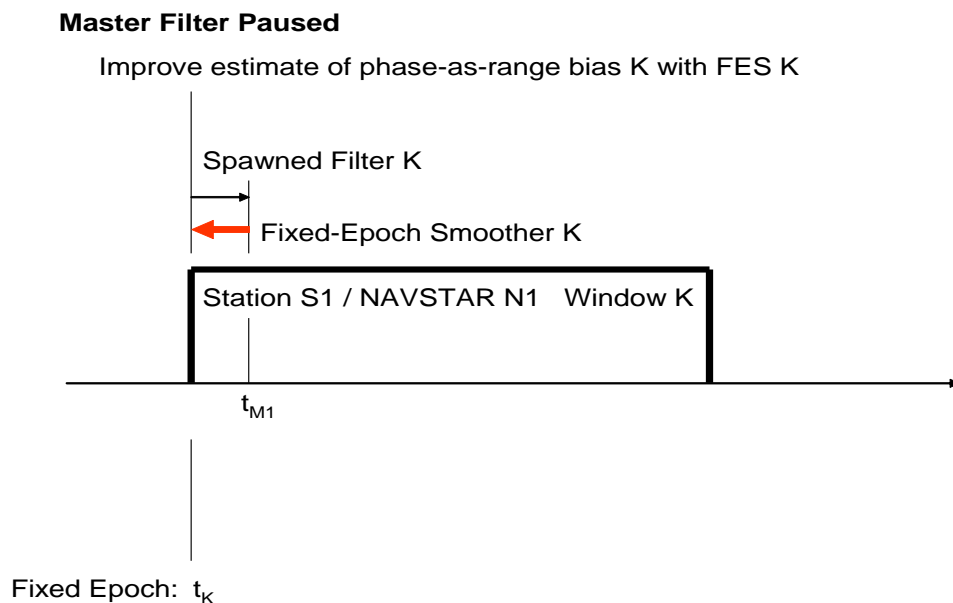 Master Filter Paused
Improve estimate of phase-as-range bias K with FES K
Spawned Filter K
Fixed-Epoch Smoother K
Station S1 / NAVSTAR N1 Window K
tM1
Fixed Epoch: tK